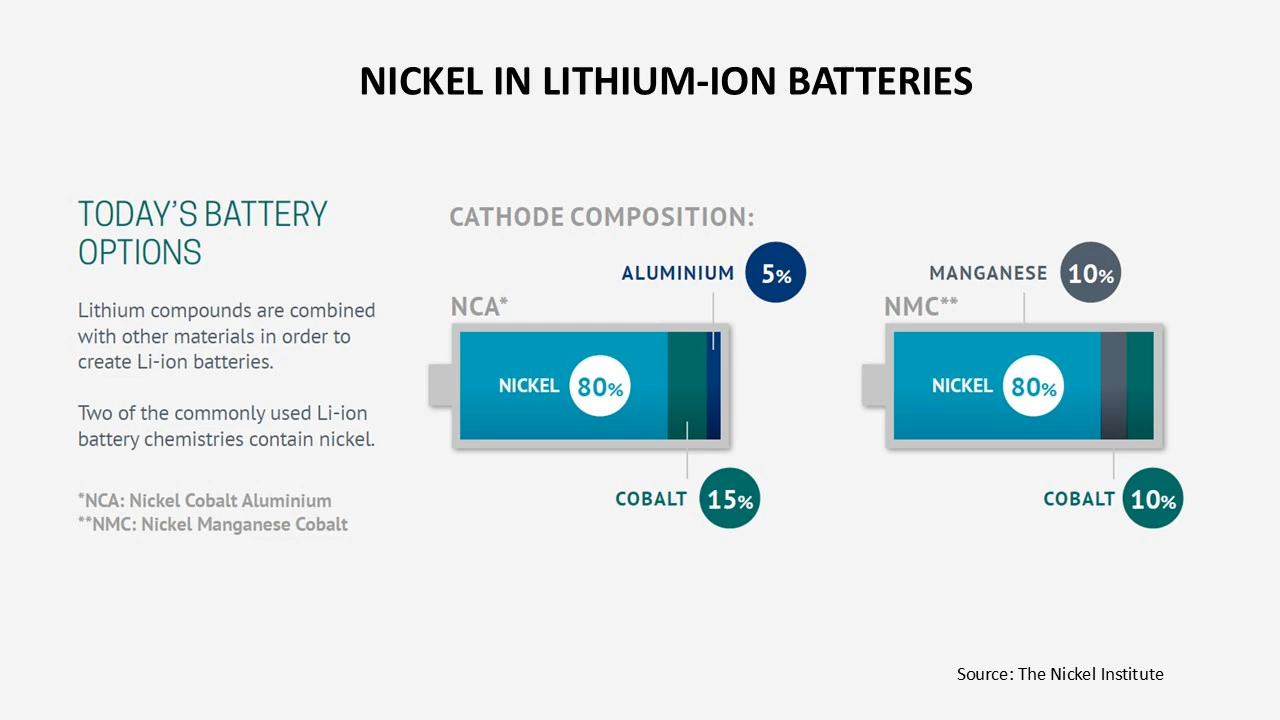 NICKEL IN LITHIUM-ION BATTERIES
TODAY'S BATTERY
OPTIONS
Lithium compounds are combined
with other materials in order to
create Li-ion batteries.
Two of the commonly used Li-ion
battery chemistries contain nickel.
*NCA: Nickel Cobalt Aluminium
**NMC: Nickel Manganese Cobalt
CATHODE COMPOSITION:
ALUMINIUM 5%
NCA*
NICKEL 80%
COBALT 15%
MANGANESE 10%
NMC**
NICKEL 80%
COBALT 10%
Source: The Nickel Institute